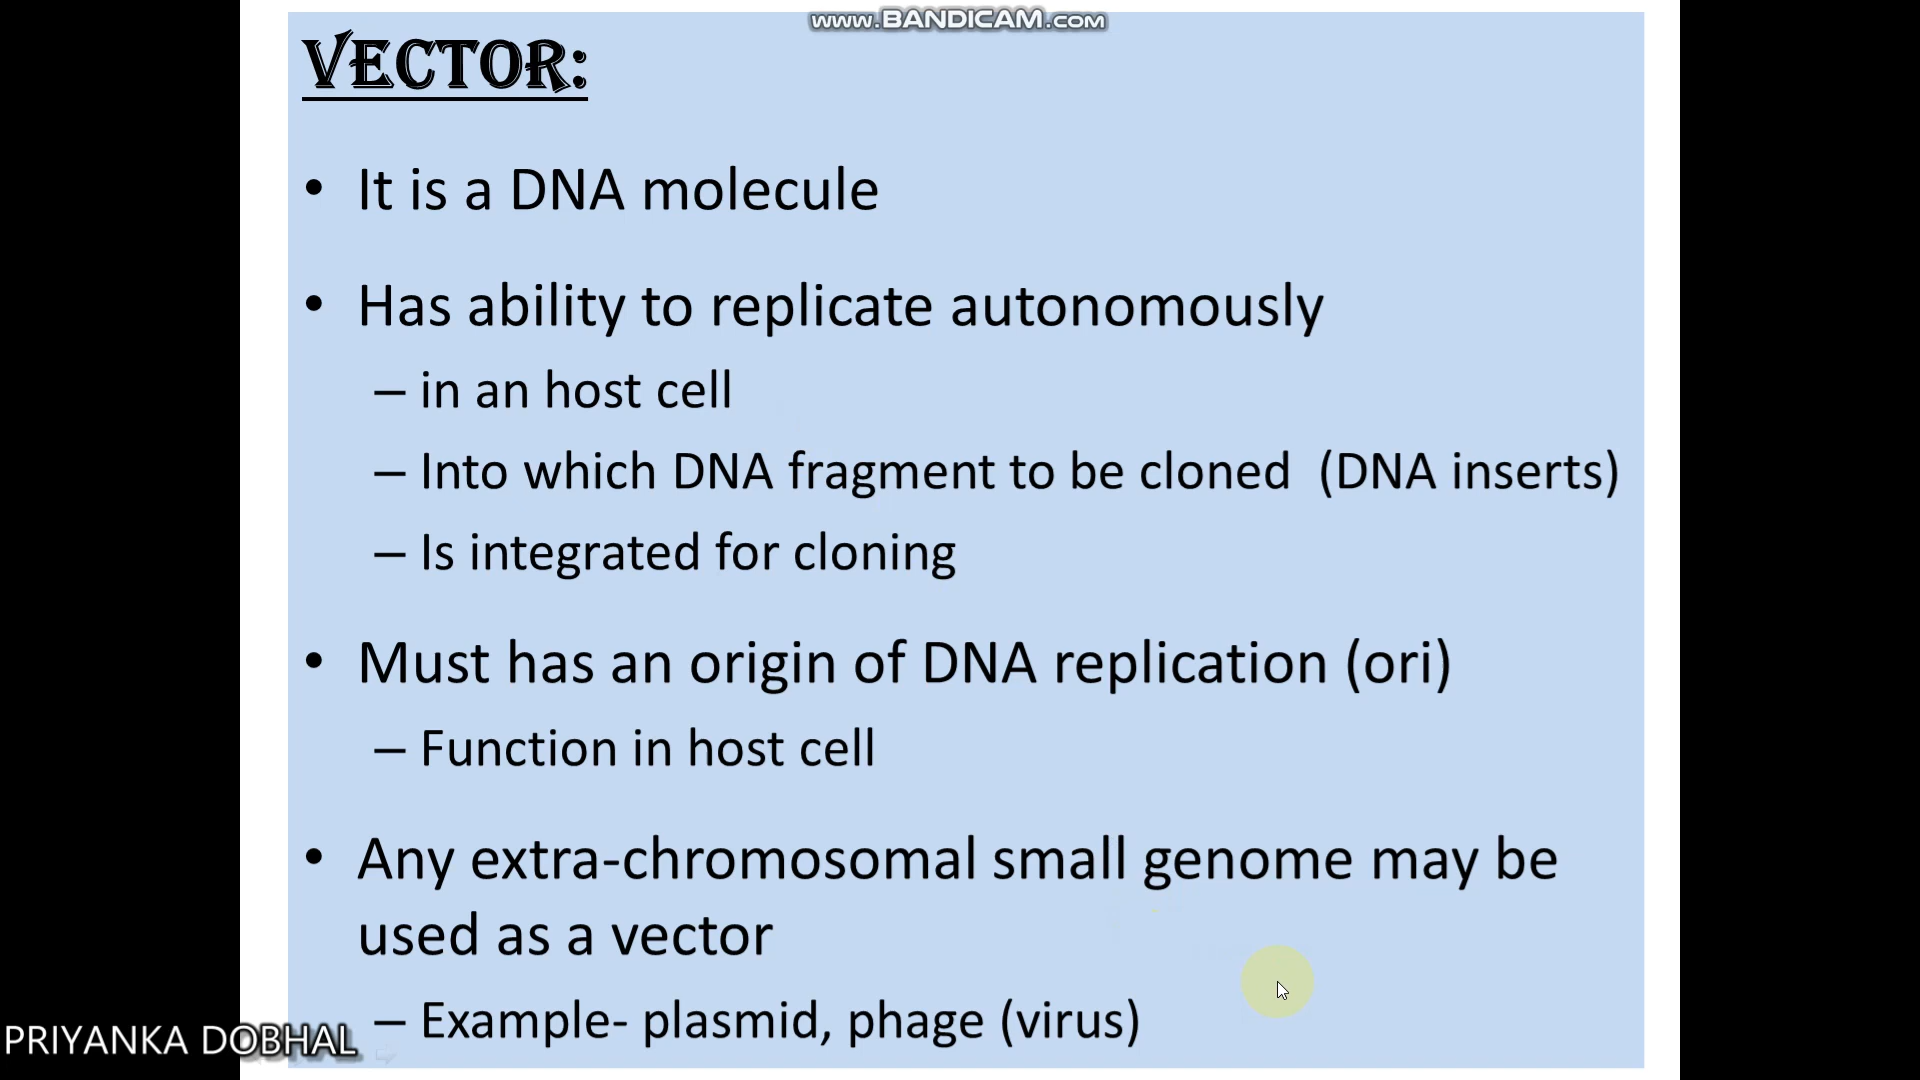 www.BANDICAM.com
VECTOR:
• It is a DNA molecule
• Has ability to replicate autonomously
– in an host cell
– Into which DNA fragment to be cloned (DNA inserts)
– Is integrated for cloning
• Must has an origin of DNA replication (ori)
– Function in host cell
• Any extra-chromosomal small genome may be
used as a vector
– Example- plasmid, phage (virus)
PRIYANKA DOBHAL